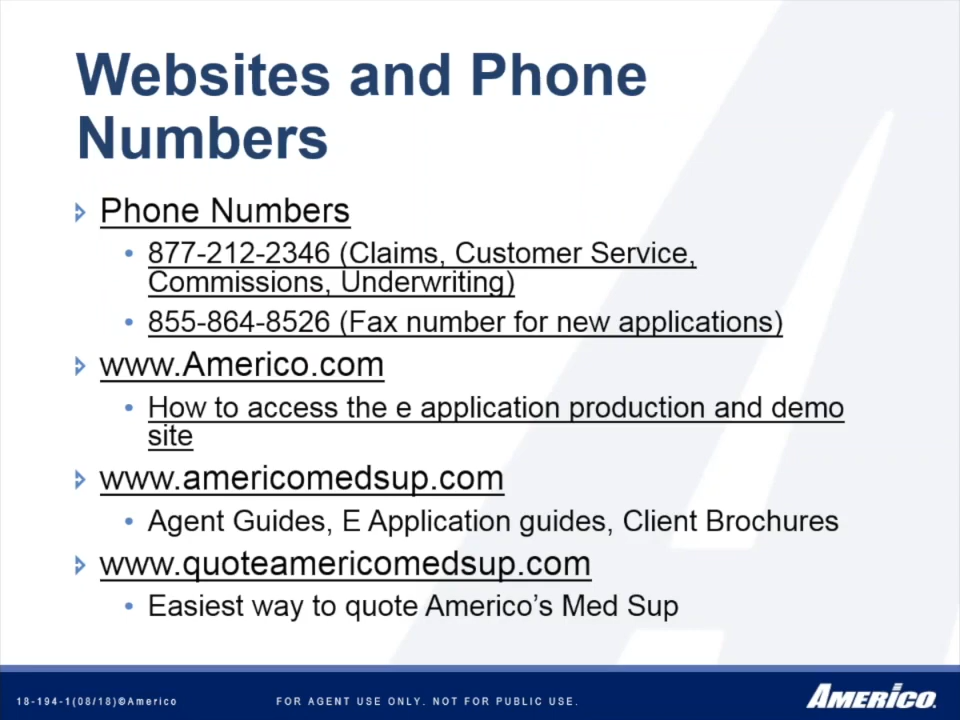 Websites and Phone
Numbers
Phone Numbers
877-212-2346 (Claims, Customer Service,
Commissions, Underwriting)
855-864-8526 (Fax number for new applications)
www.Americo.com
How to access the e application production and demo
site
www.americomedsup.com
Agent Guides, E Application guides, Client Brochures
www.quoteamericomedsup.com
Easiest way to quote Americo’s Med Sup
18-194-1(08/18)©Americo
FOR AGENT USE ONLY. NOT FOR PUBLIC USE.
AMERICO.